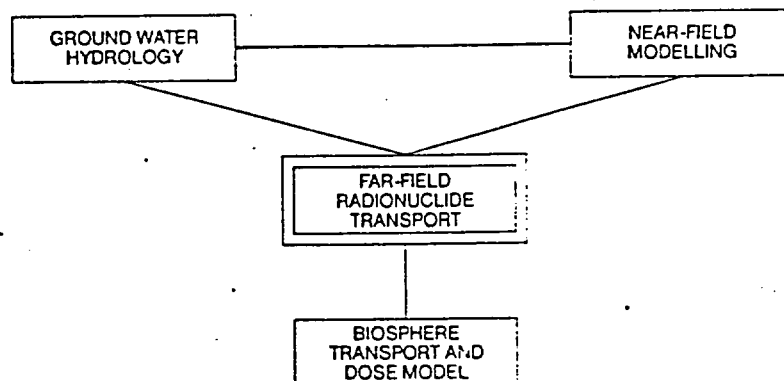 GROUND WATER
HYDROLOGY
NEAR-FIELD
MODELLING
FAR-FIELD
RADIONUCLIDE
TRANSPORT
BIOSPHERE
TRANSPORT AND
DOSE MODEL